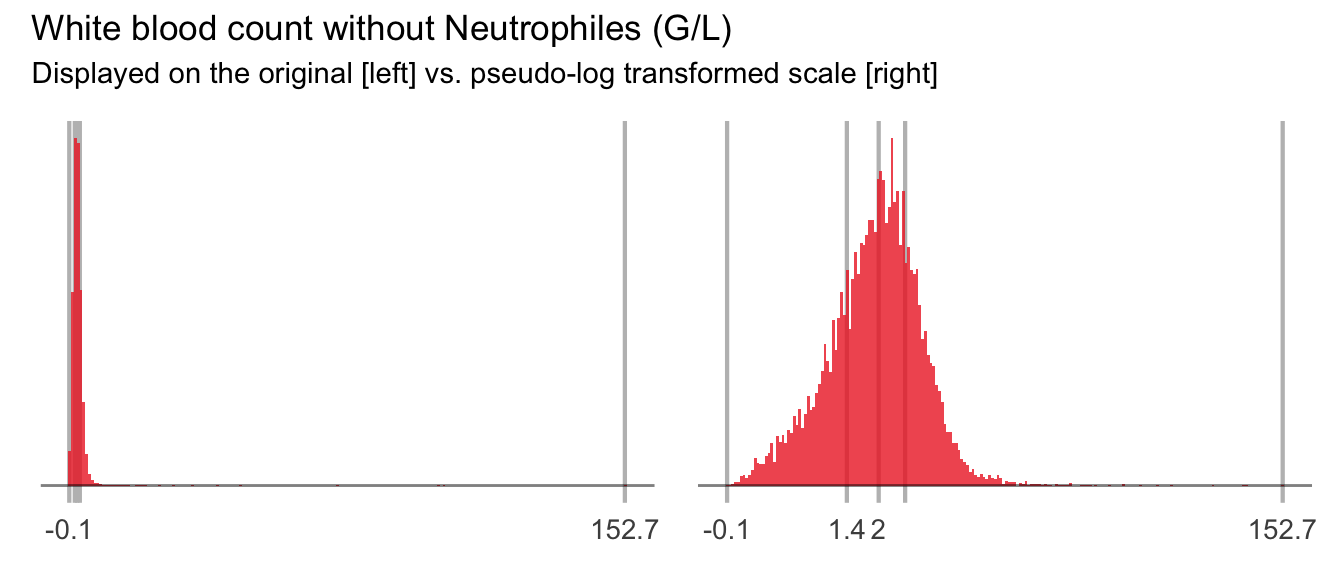 White blood count without Neutrophiles (G/L)
Displayed on the original [left] vs. pseudo-log transformed scale [right]
-0.1 152.7 -0.1 1.4 2 152.7